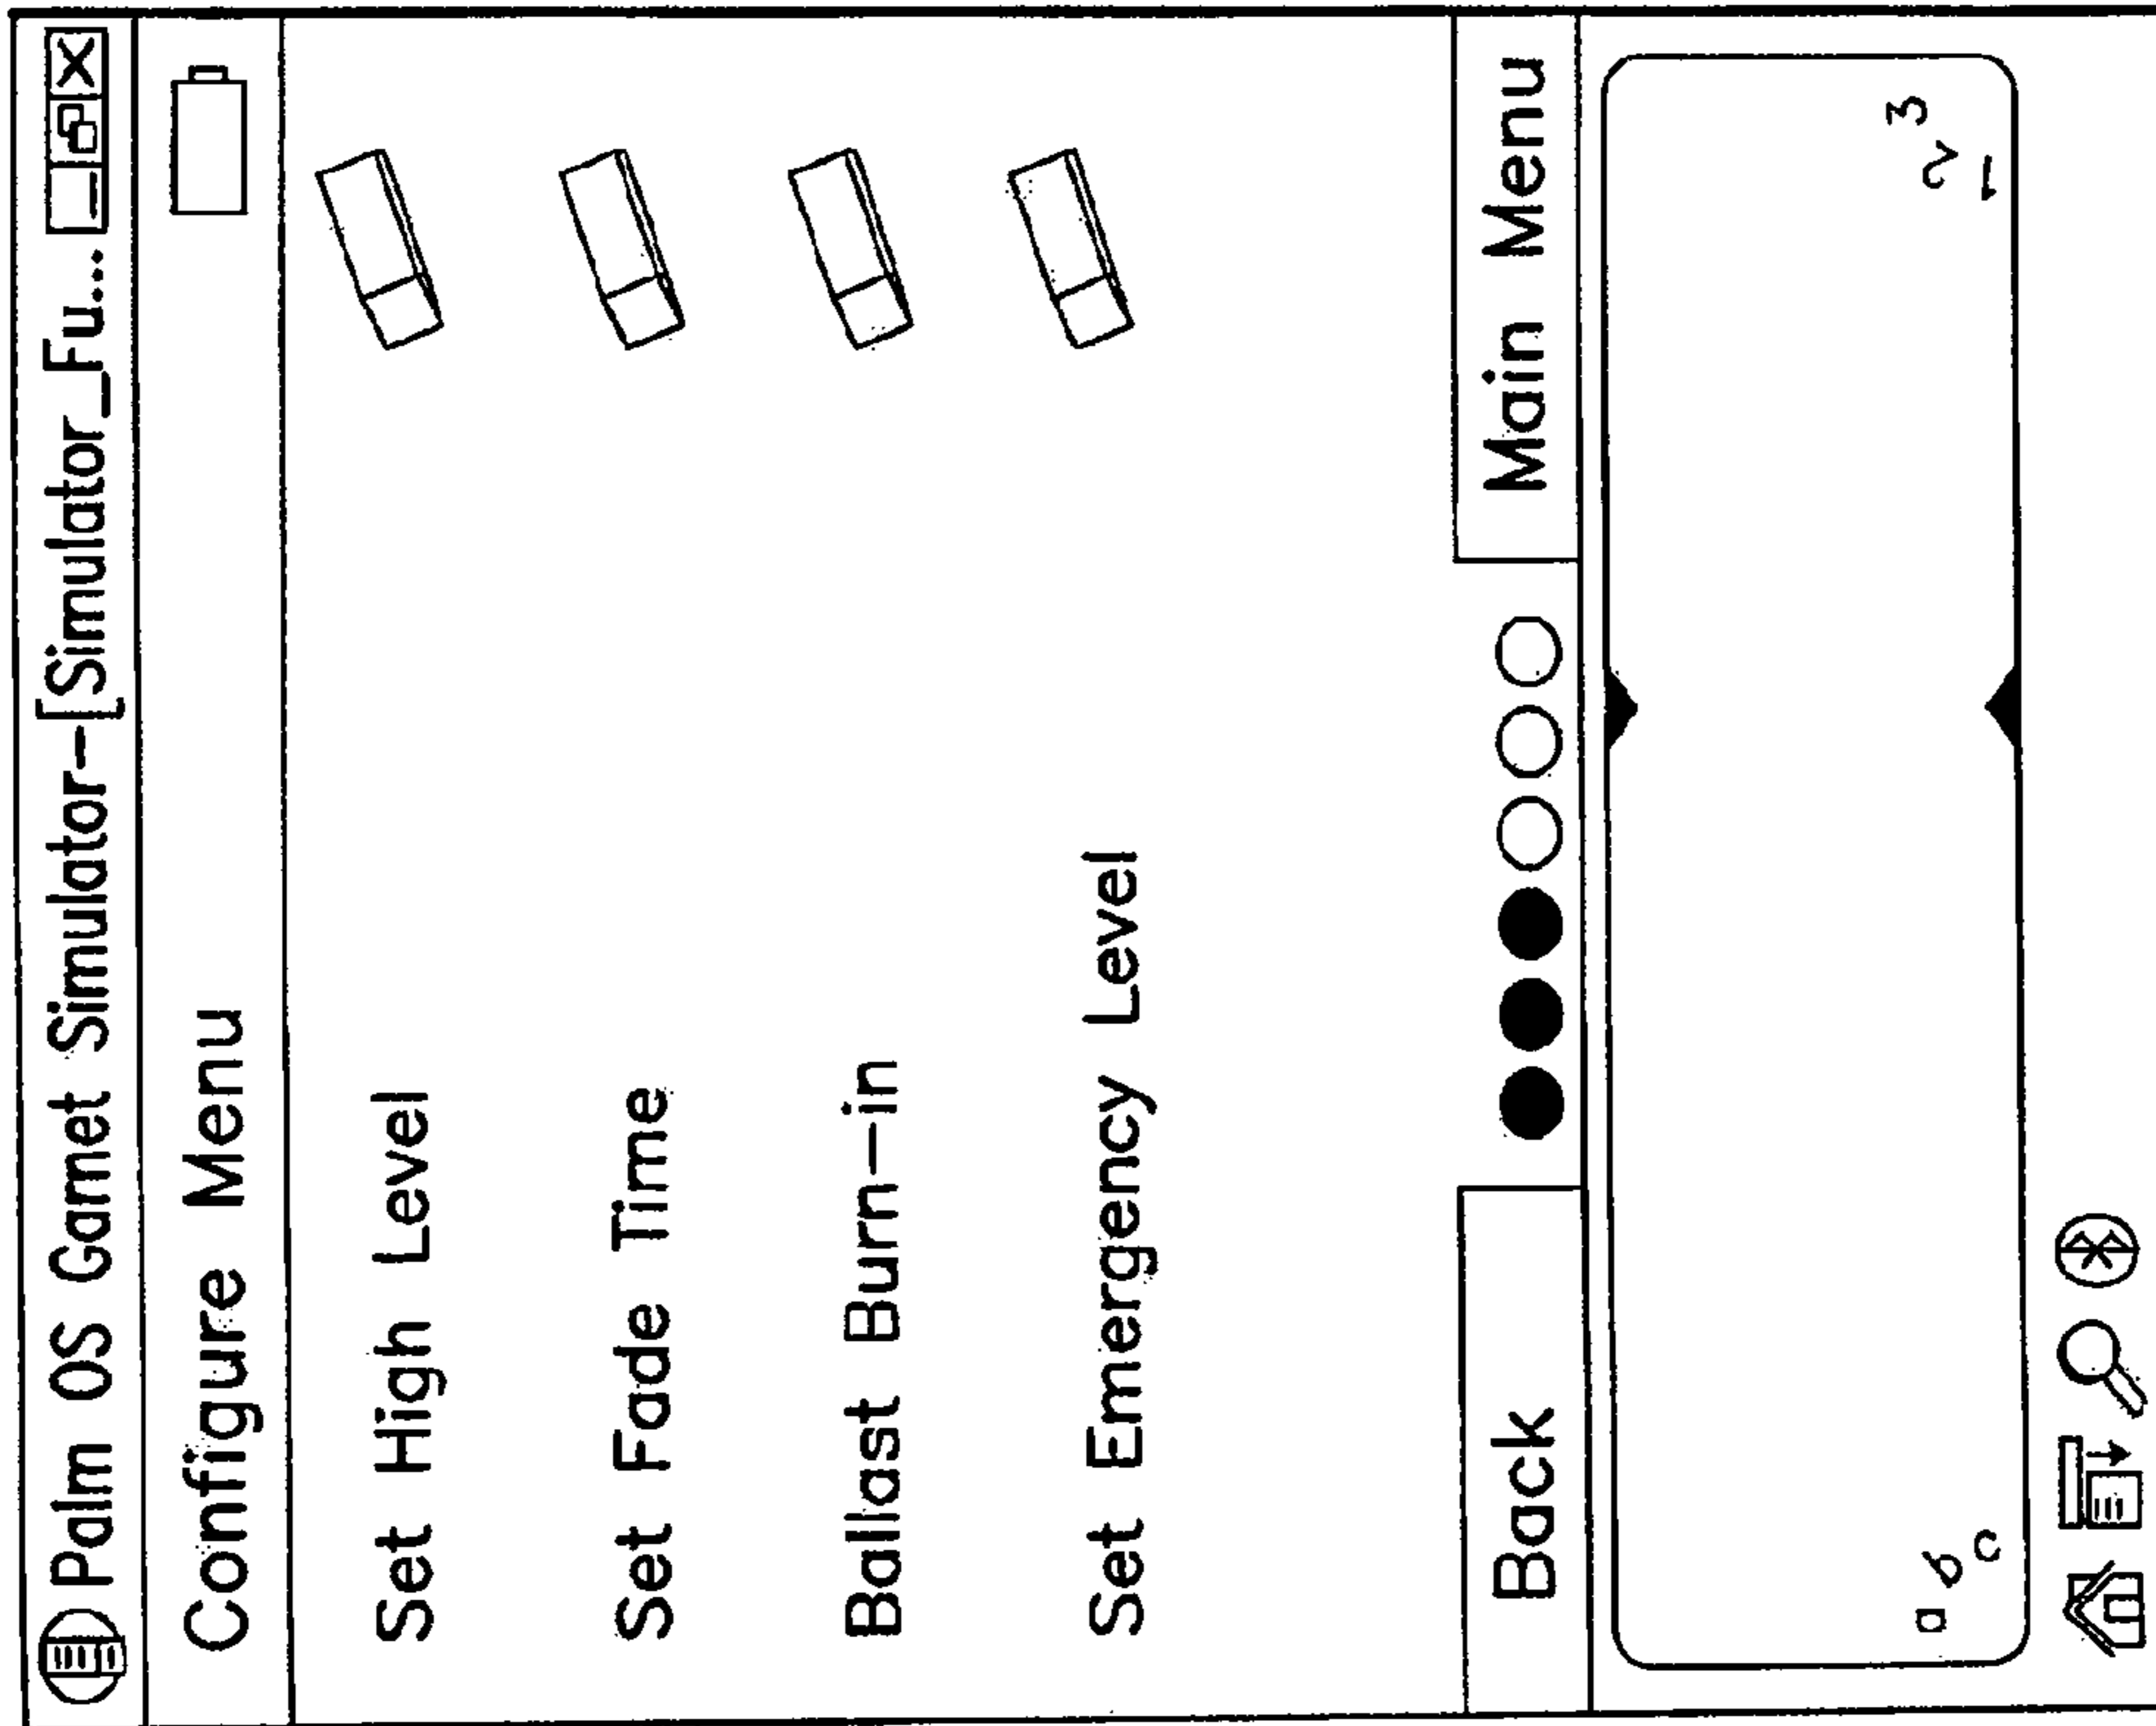 Palm OS Gamet Simulator-[Simulator_Fu...
Configure Menu
Set High Level
Set Fade Time
Ballast Burn-in
Set Emergency Level
Back Main Menu
a b c 1 2 3